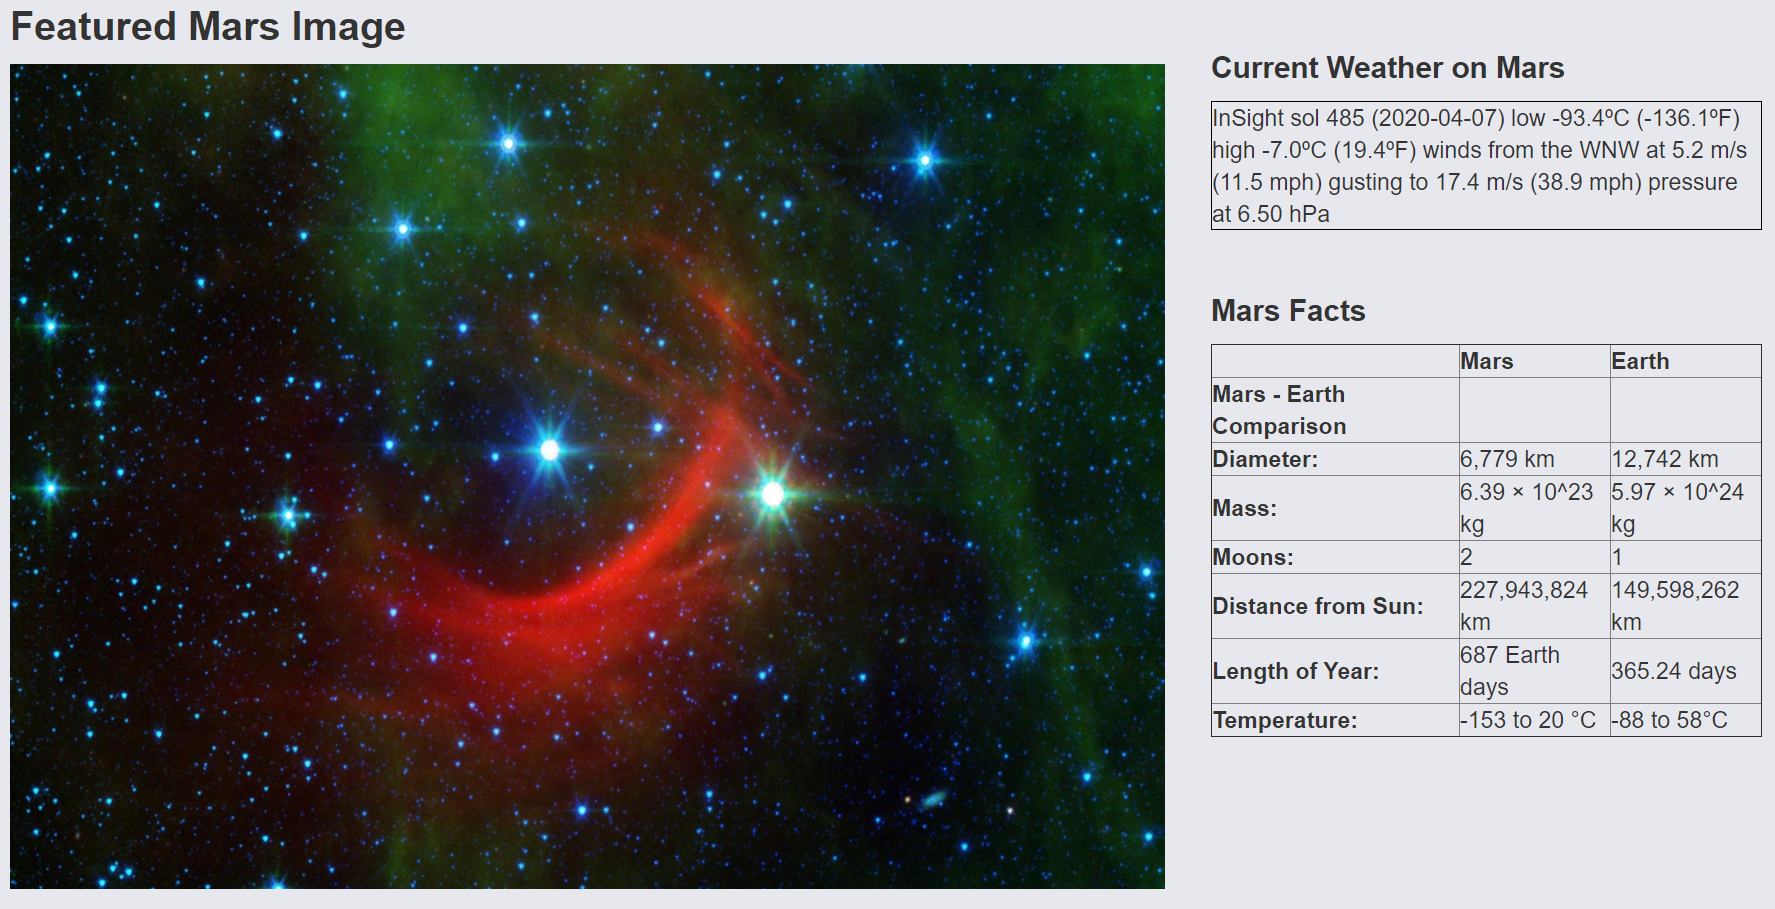 Featured Mars Image
Current Weather on Mars
InSight sol 485 (2020-04-07) low -93.4ºC (-136.1ºF)
high -7.0ºC (19.4ºF) winds from the WNW at 5.2 m/s
(11.5 mph) gusting to 17.4 m/s (38.9 mph) pressure
at 6.50 hPa
Mars Facts
Mars Earth
Mars - Earth
Comparison
Diameter: 6,779 km 12,742 km
Mass: 6.39 × 10^23 kg 5.97 × 10^24 kg
Moons: 2 1
Distance from Sun: 227,943,824 km 149,598,262 km
Length of Year: 687 Earth days 365.24 days
Temperature: -153 to 20 °C -88 to 58°C